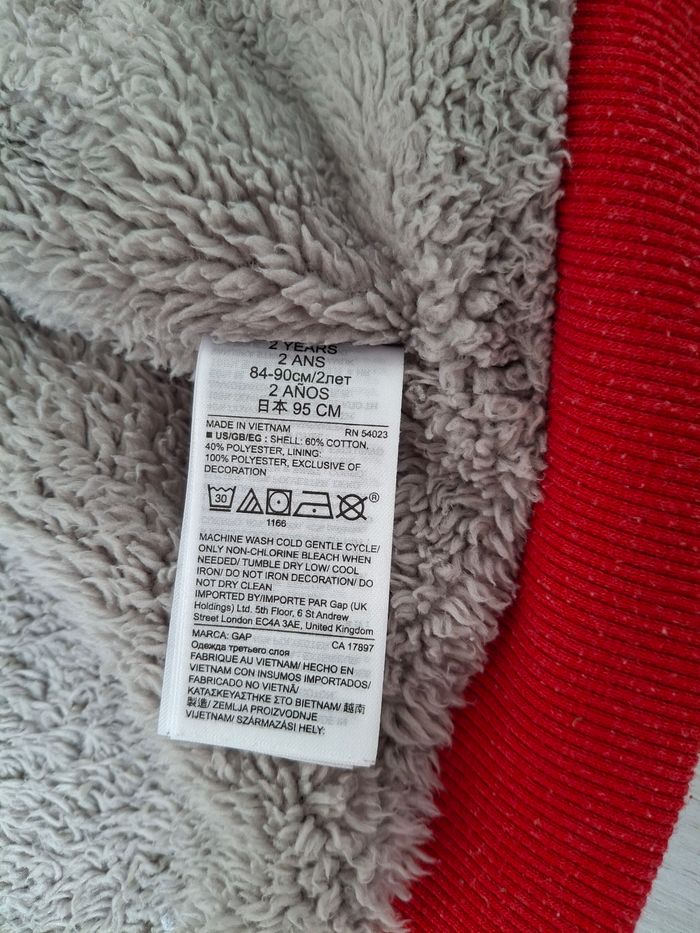 2 YEARS
2 ANS
84-90см/2лет
2 AÑOS
日本 95 CM
MADE IN VIETNAM RN 54023
■ US/GB/EG : SHELL: 60% COTTON,
40% POLYESTER, LINING:
100% POLYESTER, EXCLUSIVE OF
DECORATION
30
®
1166
MACHINE WASH COLD GENTLE CYCLE/
ONLY NON-CHLORINE BLEACH WHEN
NEEDED/ TUMBLE DRY LOW/ COOL
IRON/ DO NOT IRON DECORATION/ DO
NOT DRY CLEAN
IMPORTED BY/IMPORTE PAR Gap (UK
Holdings) Ltd. 5th Floor, 6 St Andrew
Street London EC4A 3AE, United Kingdom
MARCA: GAP CA 17897
Одежда третьего слоя
FABRIQUE AU VIETNAM/ HECHO EN
VIETNAM CON INSUMOS IMPORTADOS/
FABRICADO NO VIETNÃ/
ΚΑΤΑΣΚΕΥΑΣΤΗΚΕ ΣΤΟ ΒΙΕΤΝΑΜ/ 越南
製造/ ZEMLJA PROIZVODNJE
VIJETNAM/ SZÁRMAZÁSI HELY: